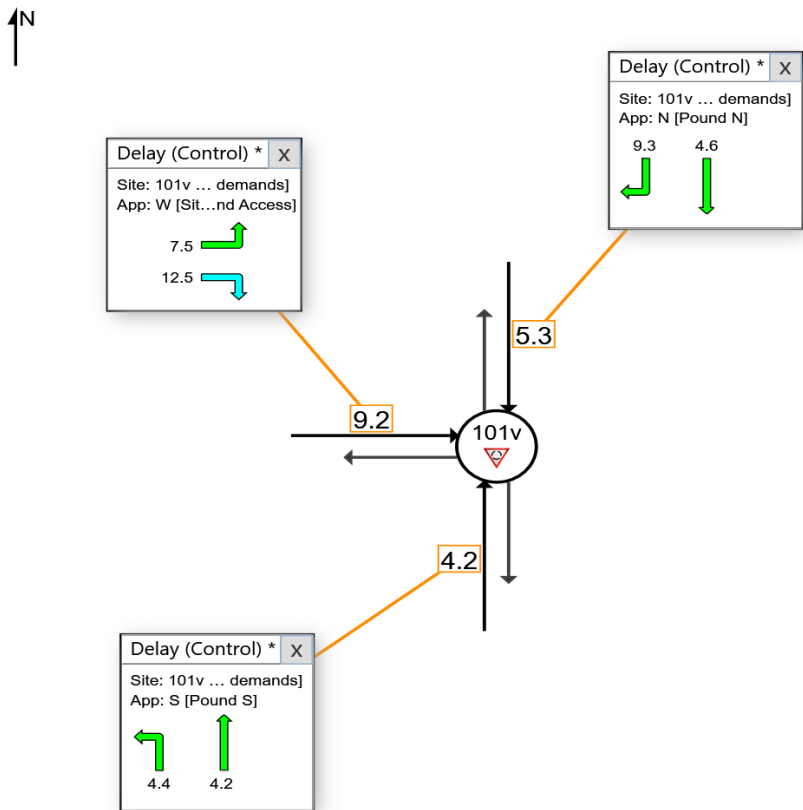 N
Delay (Control) * x
Site: 101v ... demands]
App: N [Pound N]
9.3 4.6
Delay (Control) * x
Site: 101v ... demands]
App: W [Sit...nd Access]
7.5
12.5
5.3
9.2
101v
4.2
Delay (Control) * x
Site: 101v ... demands]
App: S [Pound S]
4.4 4.2